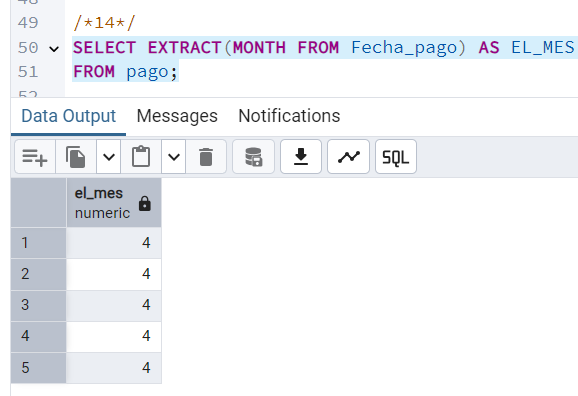 49 /*14*/
50 SELECT EXTRACT(MONTH FROM Fecha_pago) AS EL_MES
51 FROM pago;
Data Output Messages Notifications
SQL
el_mes
numeric
1 4
2 4
3 4
4 4
5 4